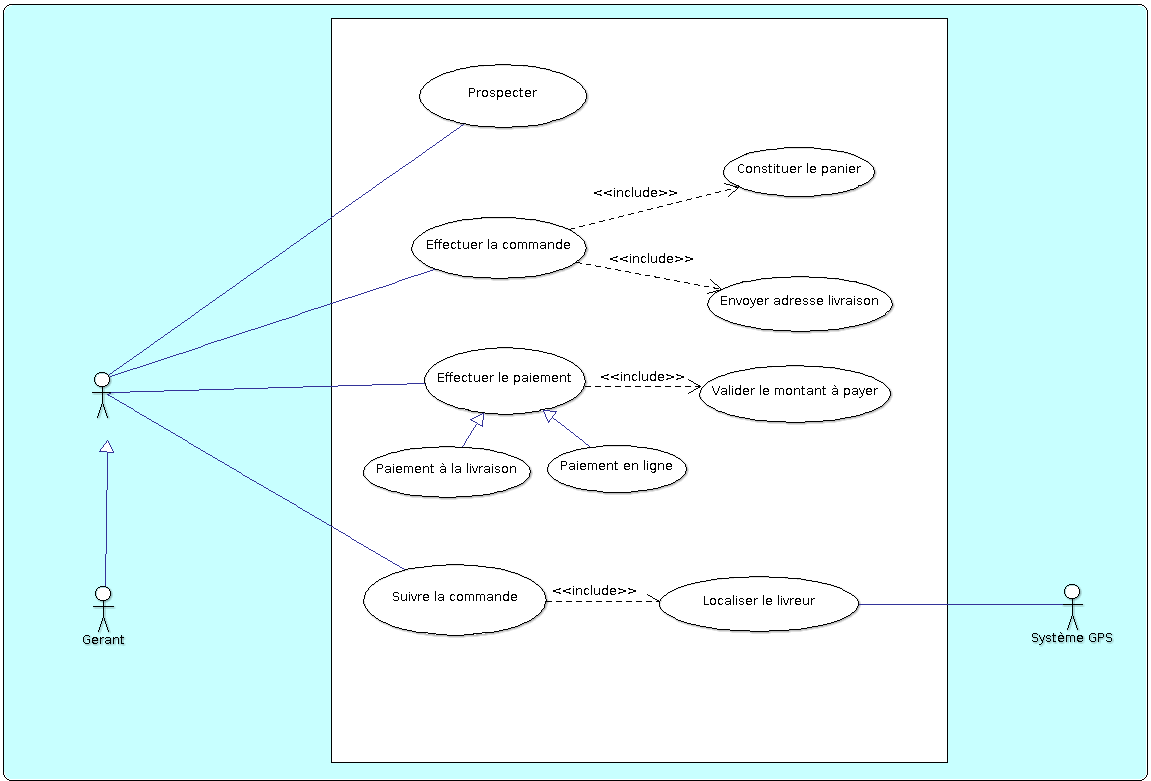 Prospecter
Constituer le panier
<<include>>
Effectuer la commande
<<include>>
Envoyer adresse livraison
Effectuer le paiement
<<include>>
Valider le montant à payer
Paiement à la livraison
Paiement en ligne
Suivre la commande
<<include>>
Localiser le livreur
Gerant
Système GPS